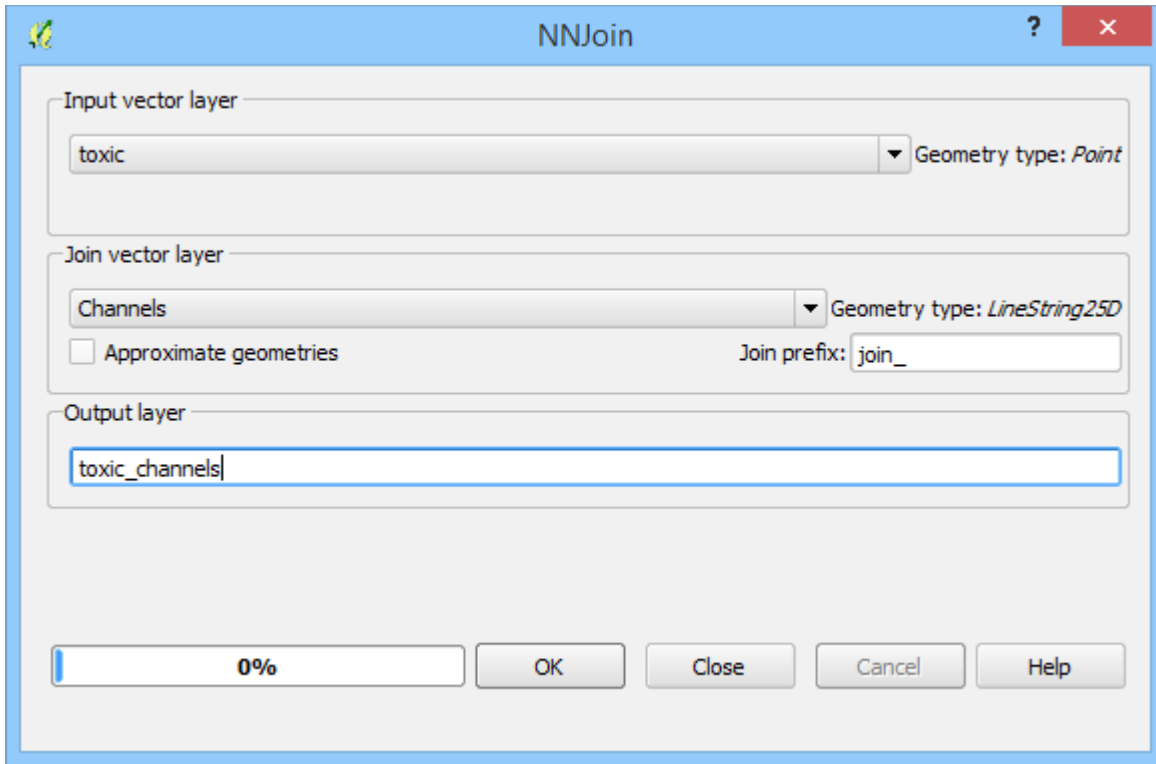 NNJoin
?
Input vector layer
toxic
Geometry type: Point
Join vector layer
Channels
Geometry type: LineString25D
Approximate geometries
Join prefix: join_
Output layer
toxic_channels
0%
OK
Close
Cancel
Help